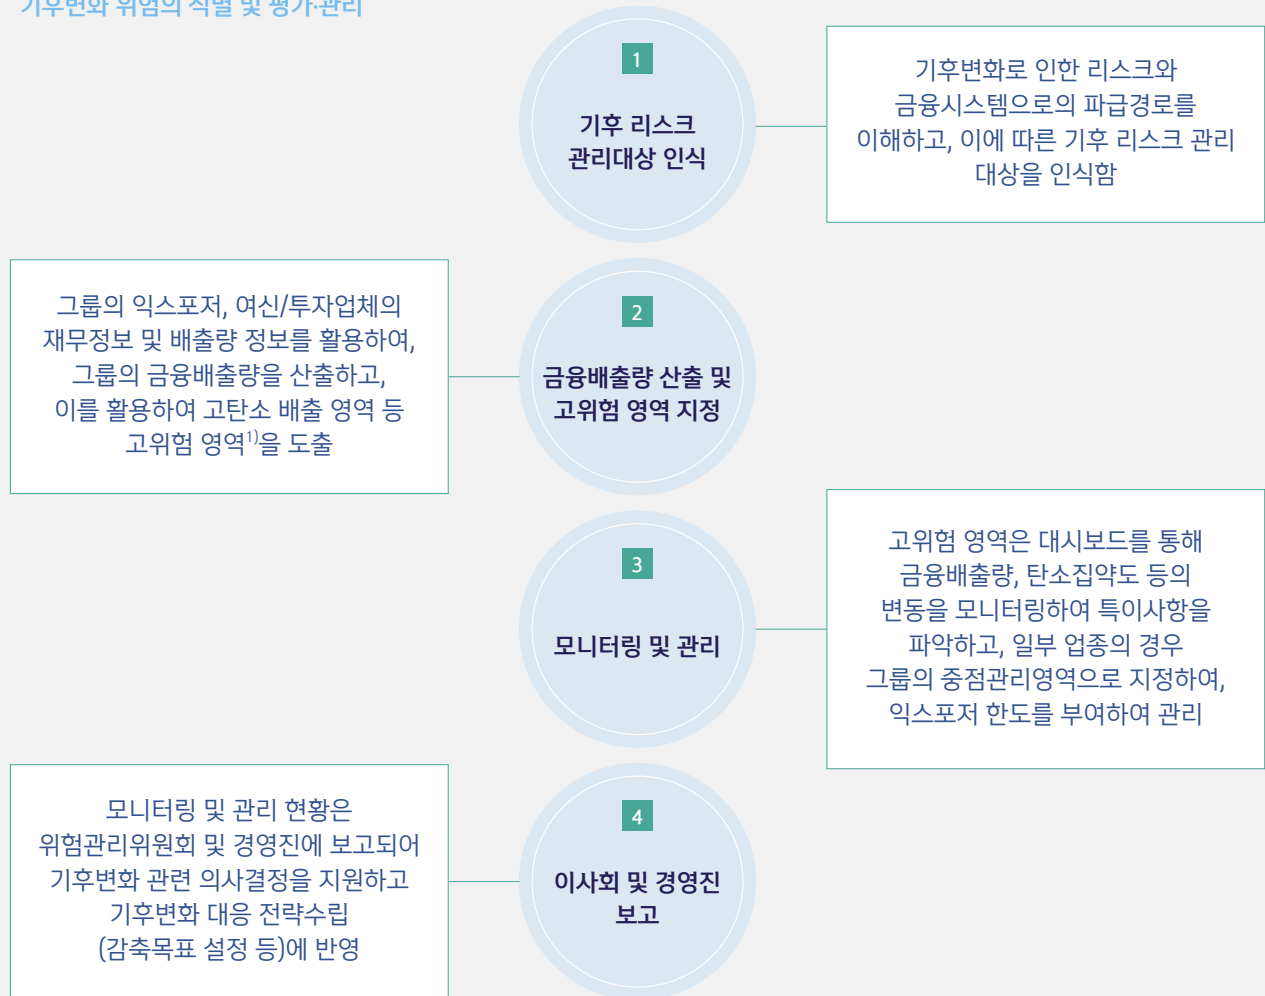 기후변화 위험의 식별 및 평가·관리
1
기후 리스크
관리대상 인식
기후변화로 인한 리스크와
금융시스템으로의 파급경로를
이해하고, 이에 따른 기후 리스크 관리
대상을 인식함
2
금융배출량 산출 및
고위험 영역 지정
그룹의 익스포저, 여신/투자업체의
재무정보 및 배출량 정보를 활용하여,
그룹의 금융배출량을 산출하고,
이를 활용하여 고탄소 배출 영역 등
고위험 영역1)을 도출
3
모니터링 및 관리
고위험 영역은 대시보드를 통해
금융배출량, 탄소집약도 등의
변동을 모니터링하여 특이사항을
파악하고, 일부 업종의 경우
그룹의 중점관리영역으로 지정하여,
익스포저 한도를 부여하여 관리
4
이사회 및 경영진
보고
모니터링 및 관리 현황은
위험관리위원회 및 경영진에 보고되어
기후변화 관련 의사결정을 지원하고
기후변화 대응 전략수립
(감축목표 설정 등)에 반영